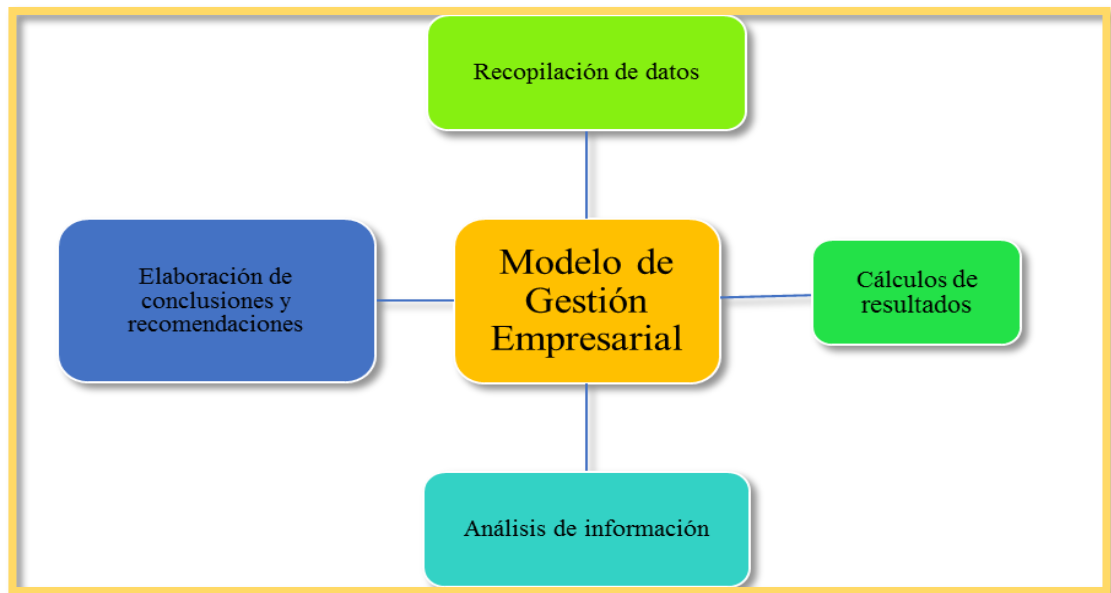 Recopilación de datos
Elaboración de
conclusiones y
recomendaciones
Modelo de
Gestión
Empresarial
Cálculos de
resultados
Análisis de información